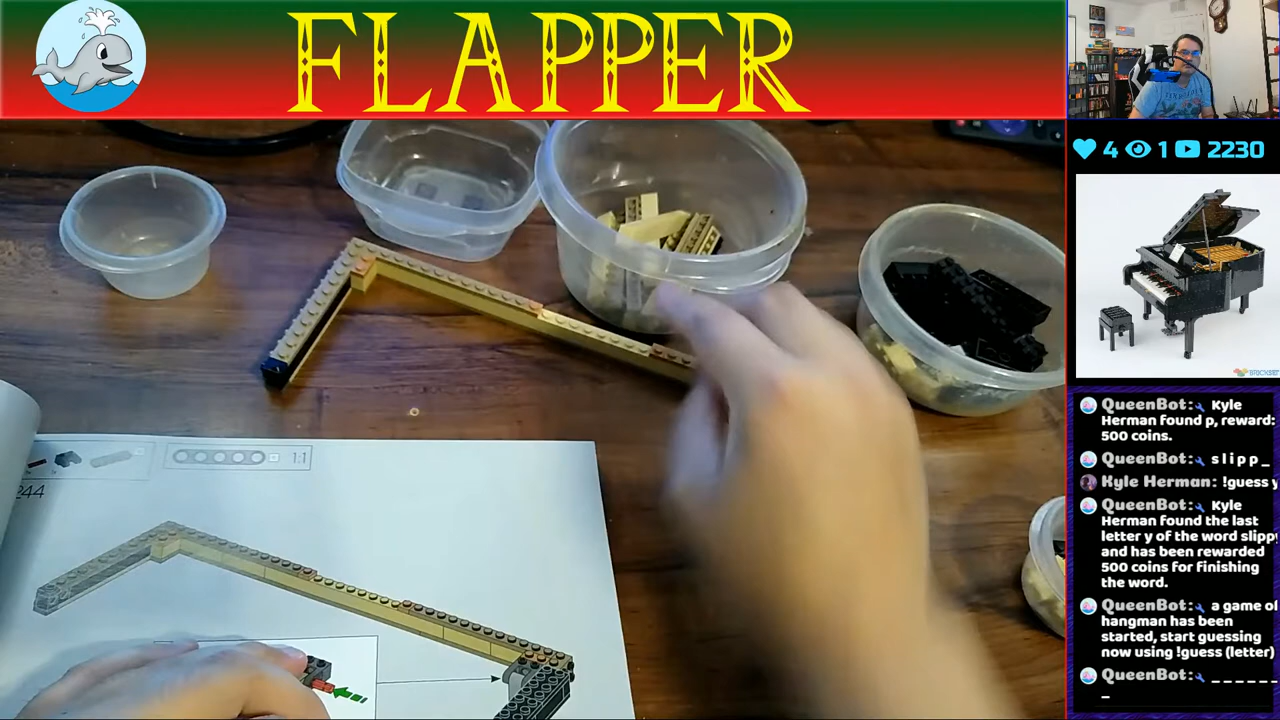 FLAPPER
4 1 2230
BRICKSET
QueenBot: Kyle
Herman found p, reward:
500 coins.
QueenBot: s l i p p _
Kyle Herman: !guess y
QueenBot: Kyle
Herman found the last
letter y of the word slippy
and has been rewarded
500 coins for finishing
the word.
QueenBot: a game of
hangman has been
started, start guessing
now using !guess (letter)
QueenBot: _ _ _ _ _ _
_
1:1
244